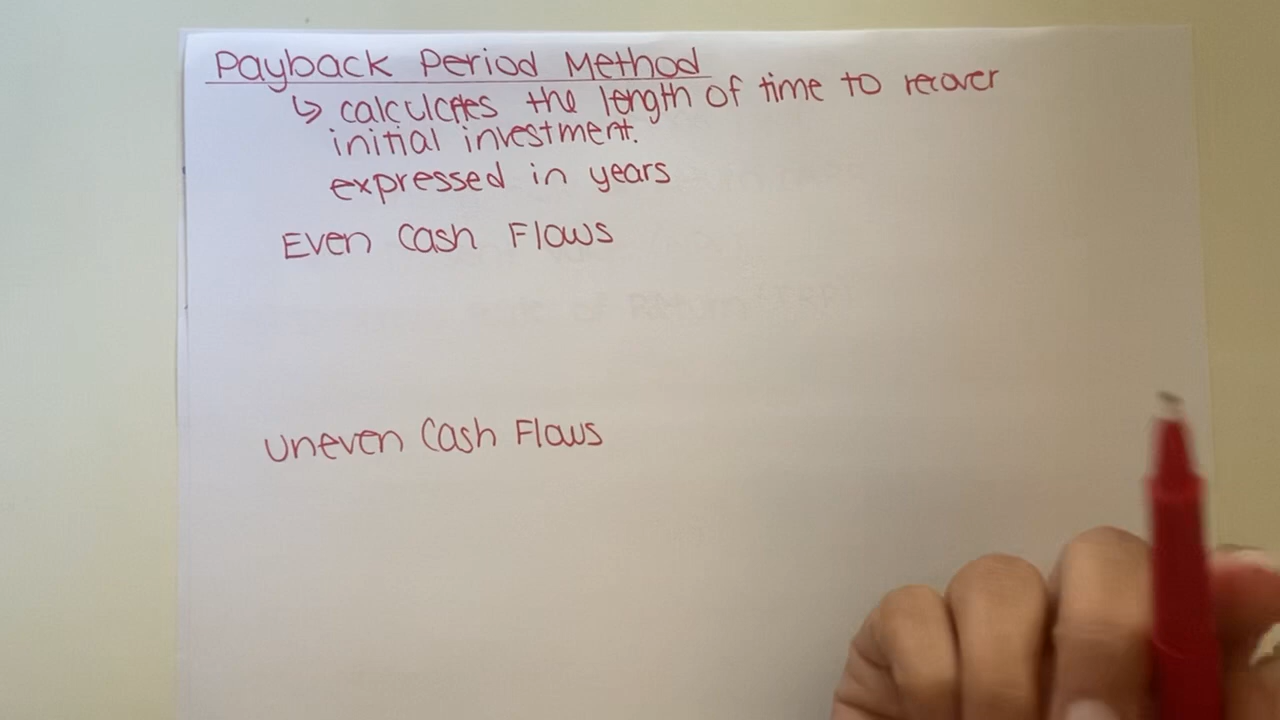 Payback Period Method
↳ calculates the length of time to recover
initial investment.
expressed in years
Even Cash Flows
Uneven Cash Flows